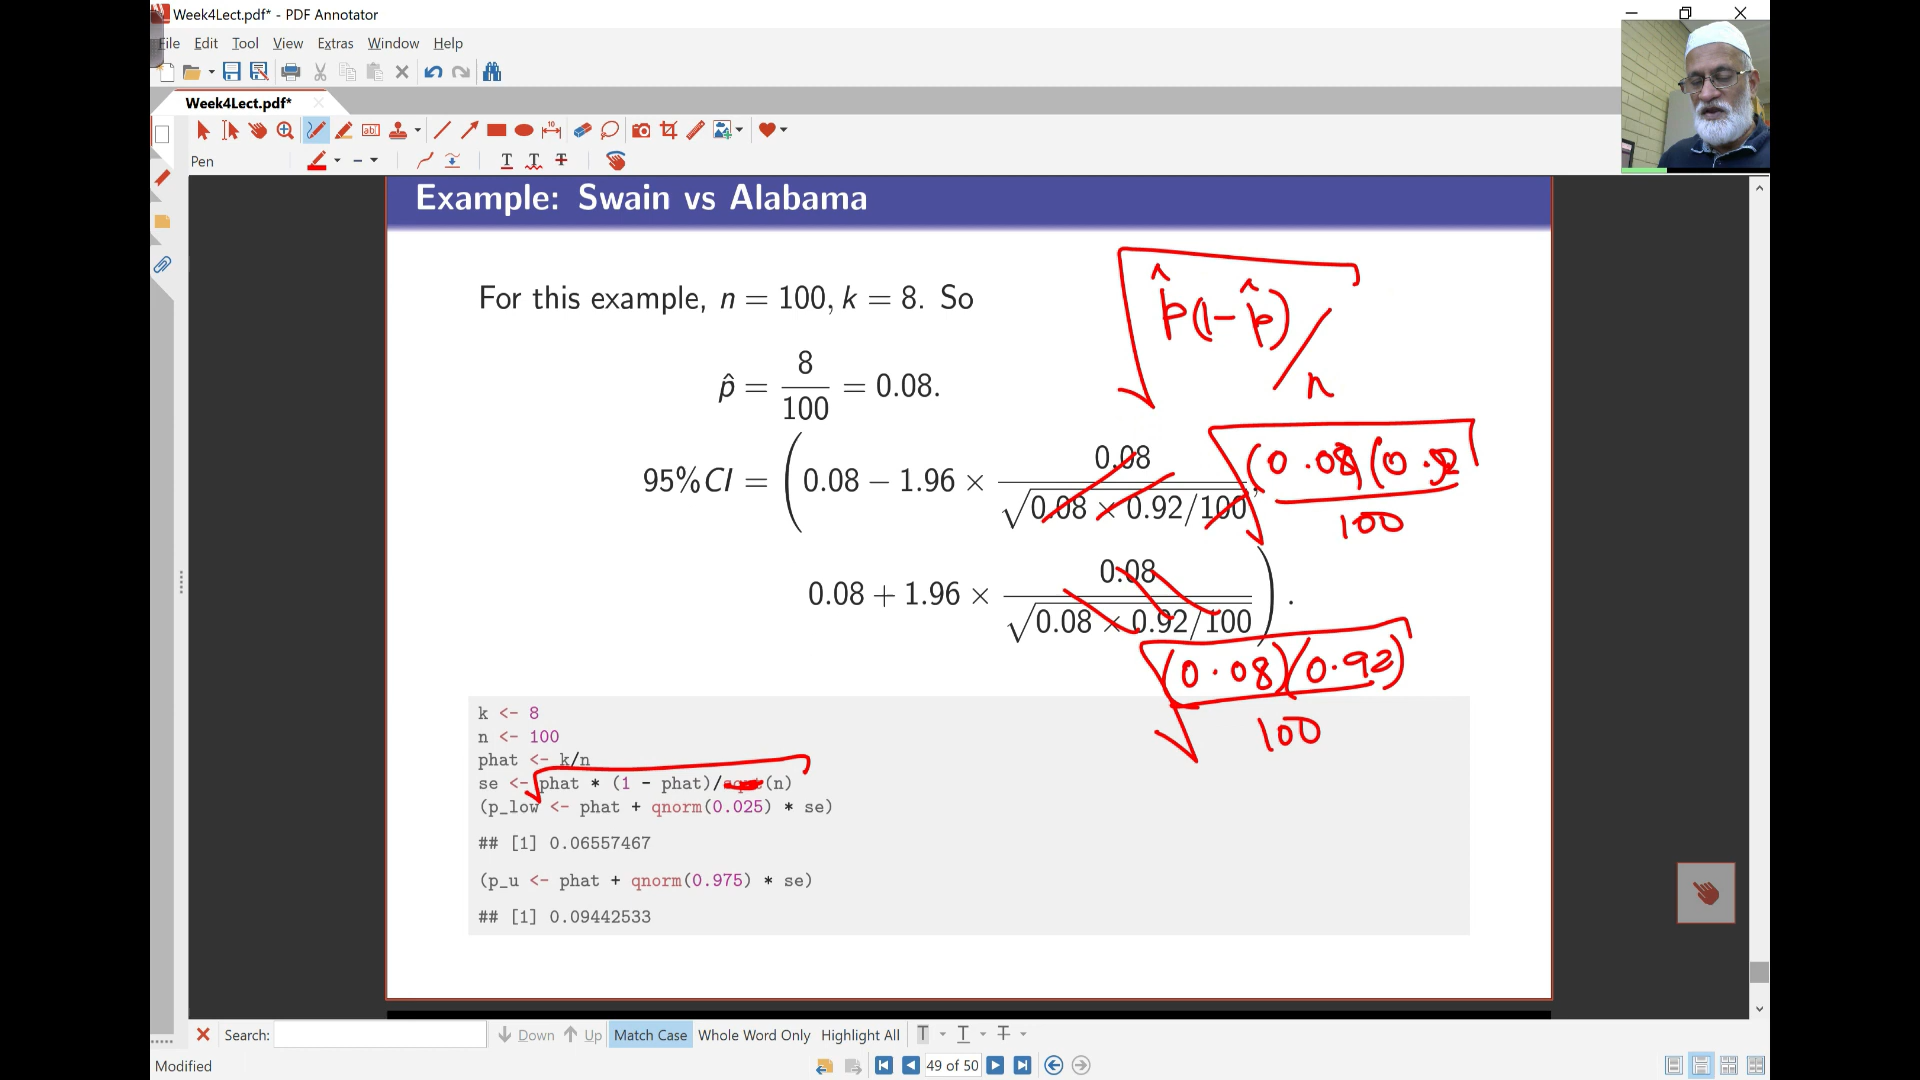 Week4Lect.pdf* - PDF Annotator
File Edit Tool View Extras Window Help
Week4Lect.pdf*
Pen
Example: Swain vs Alabama
For this example, n = 100, k = 8. So
p̂ = 8/100 = 0.08.
95%CI = (0.08 − 1.96 × 0.08/√0.08 × 0.92/100,
0.08 + 1.96 × 0.08/√0.08 × 0.92/100).
√p̂(1-p̂)/n
√(0.08)(0.92
100
√(0.08)(0.92)
100
k <- 8
n <- 100
phat <- k/n
se <- √phat * (1 - phat)/sqrt(n)
(p_low <- phat + qnorm(0.025) * se)
## [1] 0.06557467
(p_u <- phat + qnorm(0.975) * se)
## [1] 0.09442533
Search: Down Up Match Case Whole Word Only Highlight All
Modified 49 of 50